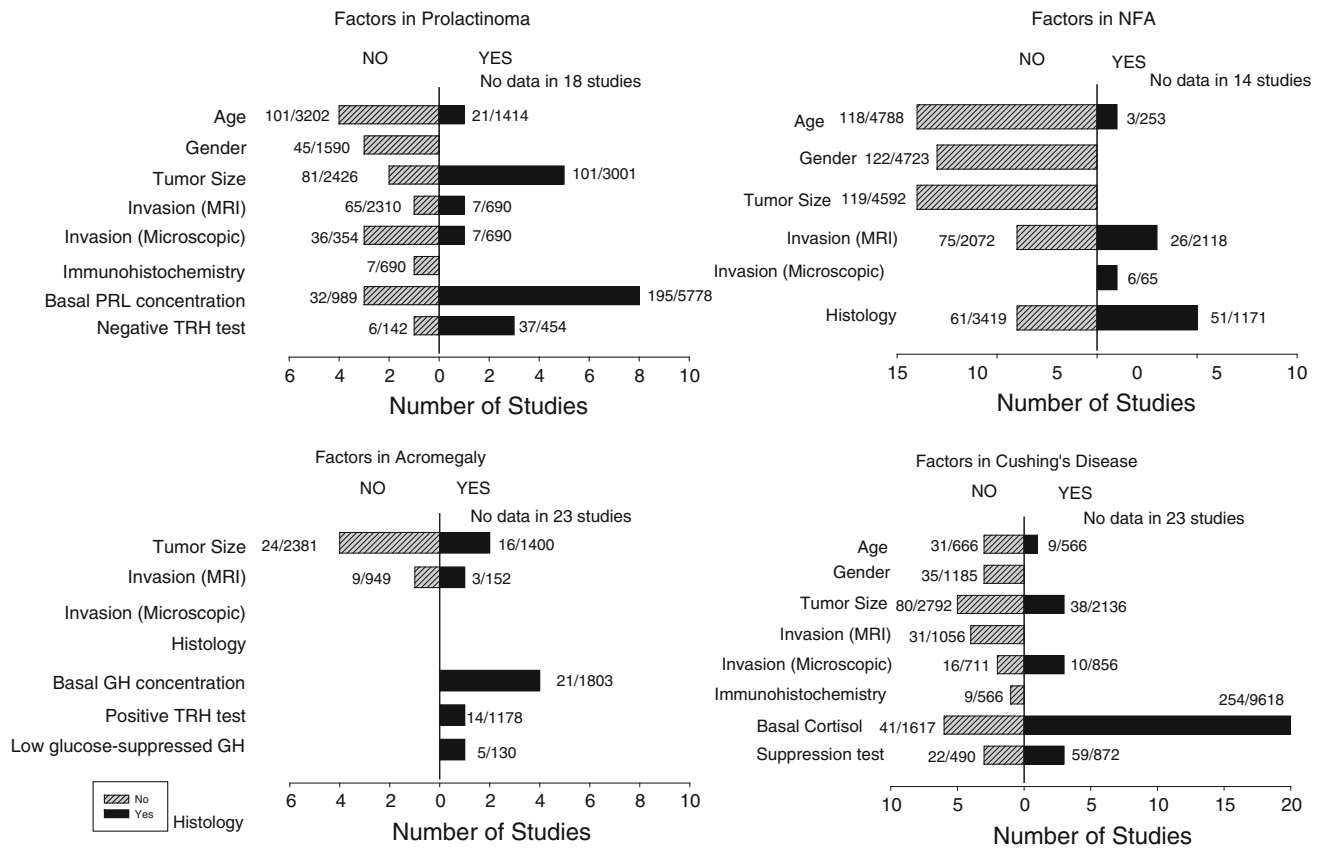 Factors in Prolactinoma
NO YES
No data in 18 studies
Age 101/3202 21/1414
Gender 45/1590
Tumor Size 81/2426 101/3001
Invasion (MRI) 65/2310 7/690
Invasion (Microscopic) 36/354 7/690
Immunohistochemistry 7/690
Basal PRL concentration 32/989 195/5778
Negative TRH test 6/142 37/454
6 4 2 0 2 4 6 8 10
Number of Studies
Factors in NFA
NO YES
No data in 14 studies
Age 118/4788 3/253
Gender 122/4723
Tumor Size 119/4592
Invasion (MRI) 75/2072 26/2118
Invasion (Microscopic) 6/65
Histology 61/3419 51/1171
15 10 5 0 5 10
Number of Studies
Factors in Acromegaly
NO YES
No data in 23 studies
Tumor Size 24/2381 16/1400
Invasion (MRI) 9/949 3/152
Invasion (Microscopic)
Histology
Basal GH concentration 21/1803
Positive TRH test 14/1178
Low glucose-suppressed GH 5/130
6 4 2 0 2 4 6 8 10
Number of Studies
No
Yes
Histology
Factors in Cushing's Disease
NO YES
No data in 23 studies
Age 31/666 9/566
Gender 35/1185
Tumor Size 80/2792 38/2136
Invasion (MRI) 31/1056
Invasion (Microscopic) 16/711 10/856
Immunohistochemistry 9/566
254/9618
Basal Cortisol 41/1617
Suppression test 22/490 59/872
10 5 0 5 10 15 20
Number of Studies